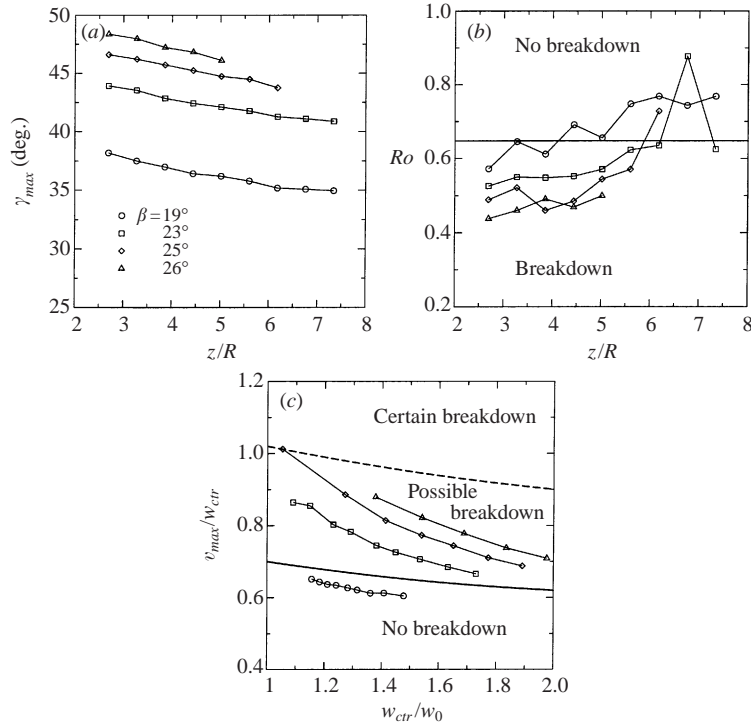 50
45
40
35
30
25
γmax (deg.)
(a)
β = 19°
23°
25°
26°
2 3 4 5 6 7 8
z/R
1.0
0.8
0.6
0.4
0.2
Ro
(b)
No breakdown
Breakdown
2 3 4 5 6 7 8
z/R
1.2
1.0
0.8
0.6
0.4
vmax/wctr
(c)
Certain breakdown
Possible
breakdown
No breakdown
1 1.2 1.4 1.6 1.8 2.0
wctr/w0